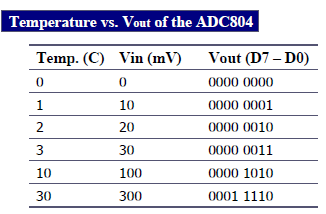 Temperature vs. Vout of the ADC804
Temp. (C) Vin (mV) Vout (D7 – D0)
0 0 0000 0000
1 10 0000 0001
2 20 0000 0010
3 30 0000 0011
10 100 0000 1010
30 300 0001 1110